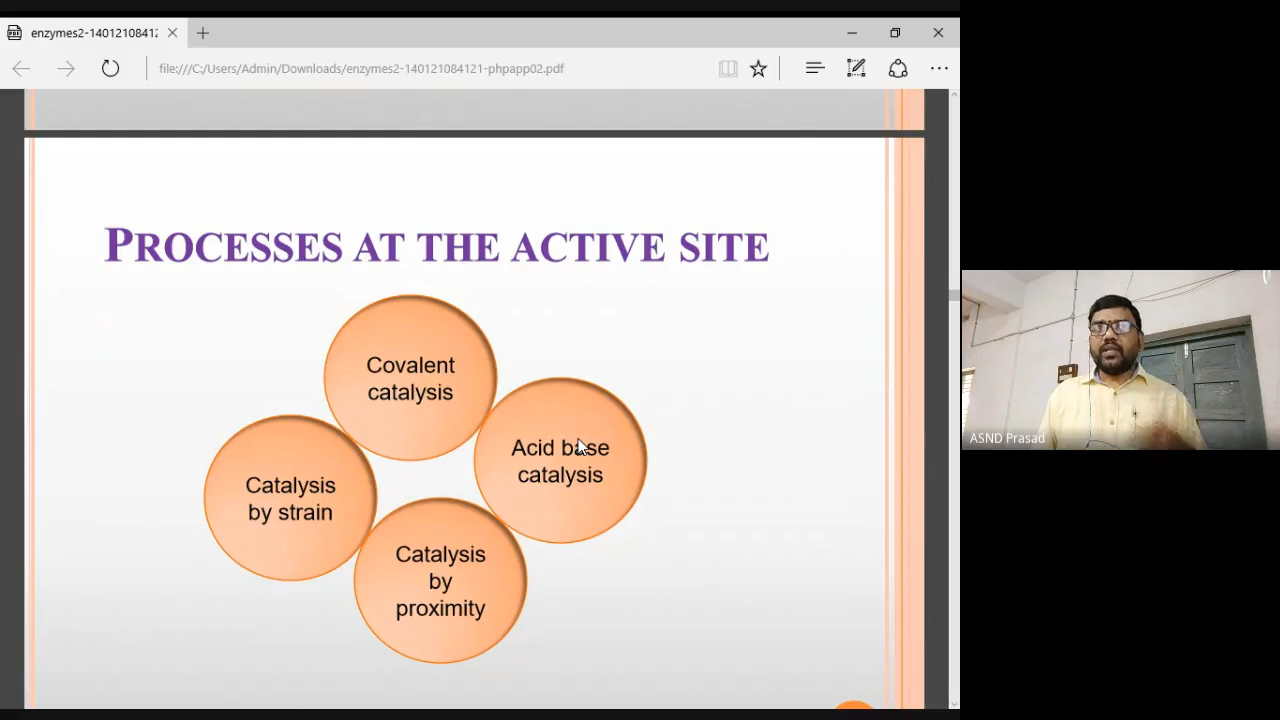 enzymes2-14012108412
file:///C:/Users/Admin/Downloads/enzymes2-140121084121-phpapp02.pdf
PROCESSES AT THE ACTIVE SITE
Covalent
catalysis
Acid base
catalysis
Catalysis
by strain
Catalysis
by
proximity
ASND Prasad